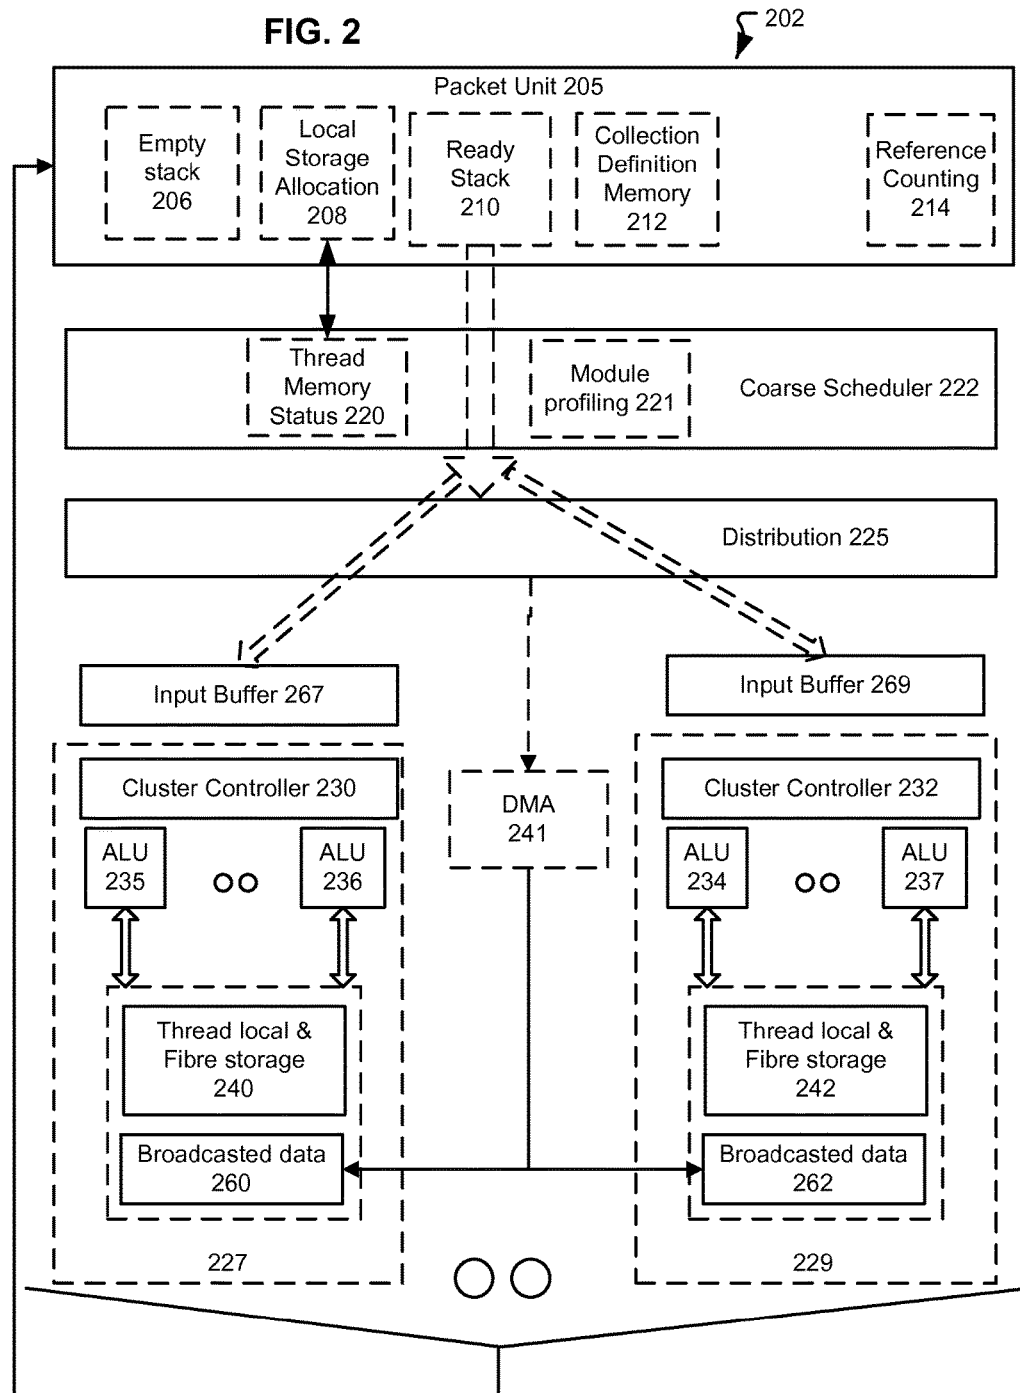 FIG. 2
202
Packet Unit 205
Empty
stack
206
Local
Storage
Allocation
208
Ready
Stack
210
Collection
Definition
Memory
212
Reference
Counting
214
Thread
Memory
Status 220
Module
profiling 221
Coarse Scheduler 222
Distribution 225
Input Buffer 267
Input Buffer 269
Cluster Controller 230
ALU
235
ALU
236
DMA
241
Cluster Controller 232
ALU
234
ALU
237
Thread local &
Fibre storage
240
Thread local &
Fibre storage
242
Broadcasted data
260
Broadcasted data
262
227
229